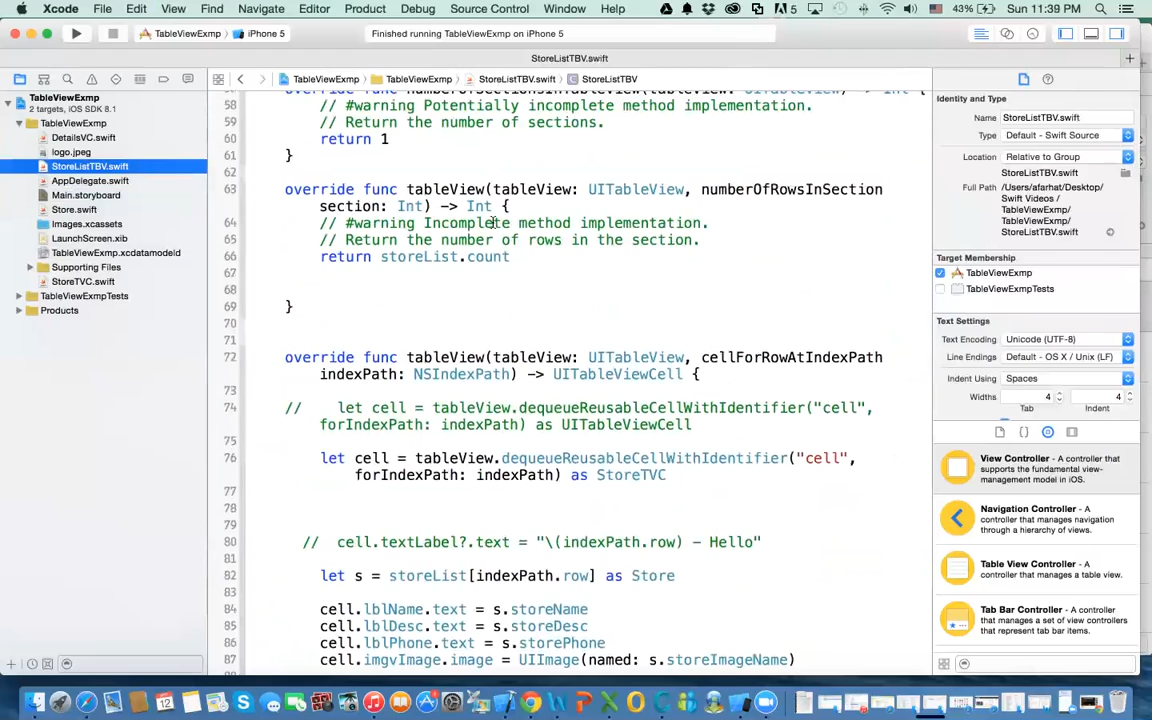 Xcode File Edit View Find Navigate Editor Product Debug Source Control Window Help 5 43% Sun 11:39 PM
TableViewExmp iPhone 5 Finished running TableViewExmp on iPhone 5
StoreListTBV.swift
TableViewExmp TableViewExmp StoreListTBV.swift StoreListTBV
TableViewExmp
2 targets, iOS SDK 8.1
TableViewExmp
DetailsVC.swift
logo.jpeg
StoreListTBV.swift
AppDelegate.swift
Main.storyboard
Store.swift
Images.xcassets
LaunchScreen.xib
TableViewExmp.xcdatamodeld
Supporting Files
StoreTVC.swift
TableViewExmpTests
Products
override func numberOfSectionsInTableView(tableView: UITableView) -> Int {
58 // #warning Potentially incomplete method implementation.
59 // Return the number of sections.
60 return 1
61 }
62
63 override func tableView(tableView: UITableView, numberOfRowsInSection
section: Int) -> Int {
64 // #warning Incomplete method implementation.
65 // Return the number of rows in the section.
66 return storeList.count
67
68
69 }
70
71
72 override func tableView(tableView: UITableView, cellForRowAtIndexPath
indexPath: NSIndexPath) -> UITableViewCell {
73
74 // let cell = tableView.dequeueReusableCellWithIdentifier("cell",
forIndexPath: indexPath) as UITableViewCell
75
76 let cell = tableView.dequeueReusableCellWithIdentifier("cell",
forIndexPath: indexPath) as StoreTVC
77
78
79
80 // cell.textLabel?.text = "\(indexPath.row) - Hello"
81
82 let s = storeList[indexPath.row] as Store
83
84 cell.lblName.text = s.storeName
85 cell.lblDesc.text = s.storeDesc
86 cell.lblPhone.text = s.storePhone
87 cell.imgvImage.image = UIImage(named: s.storeImageName)
Identity and Type
Name StoreListTBV.swift
Type Default - Swift Source
Location Relative to Group
StoreListTBV.swift
Full Path /Users/afarhat/Desktop/
Swift Videos /
TableViewExmp/
TableViewExmp/
StoreListTBV.swift
Target Membership
TableViewExmp
TableViewExmpTests
Text Settings
Text Encoding Unicode (UTF-8)
Line Endings Default - OS X / Unix (LF)
Indent Using Spaces
Widths 4 4
Tab Indent
View Controller - A controller that
supports the fundamental view-
management model in iOS.
Navigation Controller - A
controller that manages navigation
through a hierarchy of views.
Table View Controller - A
controller that manages a table view.
Tab Bar Controller - A controller
that manages a set of view controllers
that represent tab bar items.